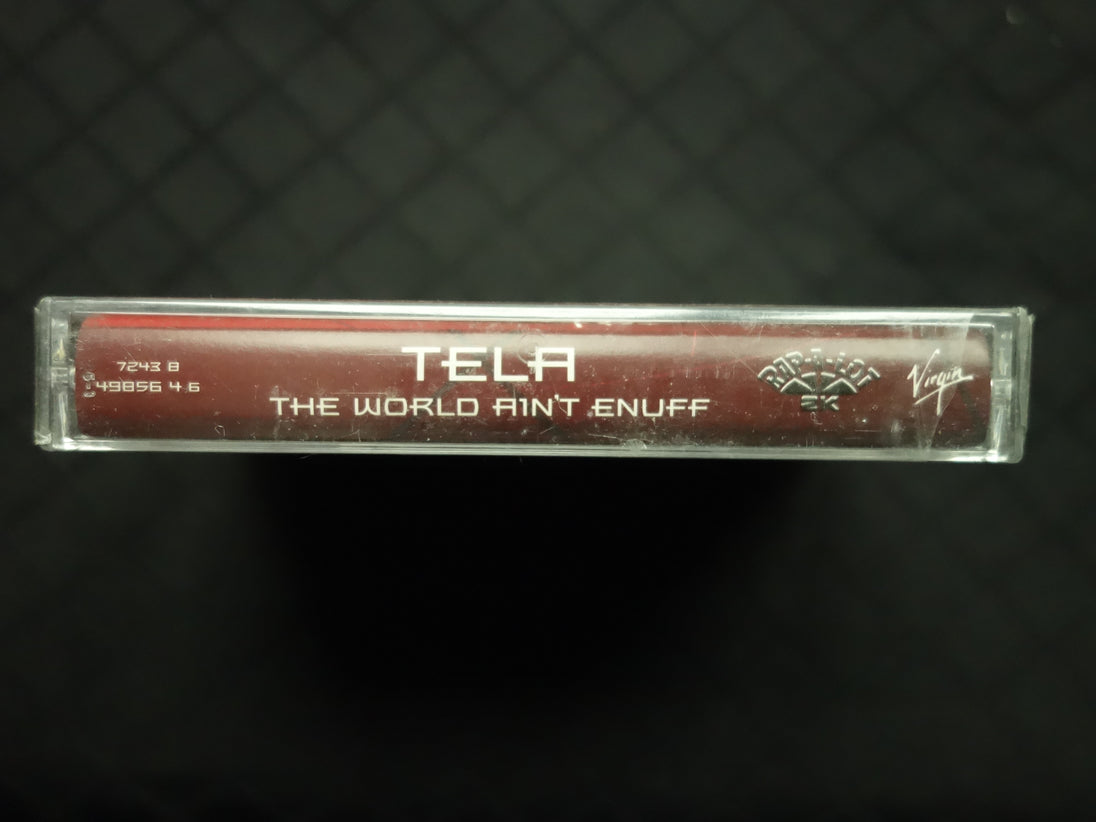 7243 8
49856 4 6
TELA
THE WORLD AIN'T ENUFF
RAP-A-LOT
2K
Virgin